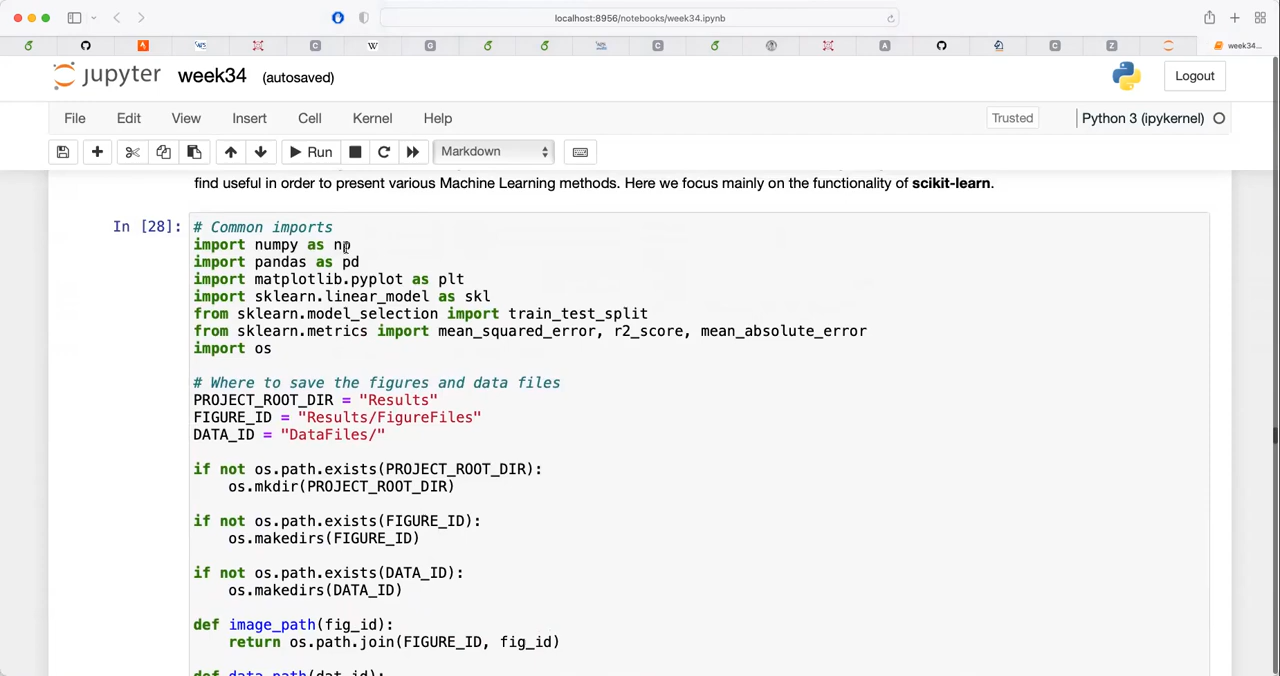 localhost:8956/notebooks/week34.ipynb
W
C
G
C
A
C
Z
week34...
jupyter week34 (autosaved)
Logout
File Edit View Insert Cell Kernel Help
Trusted
Python 3 (ipykernel)
Run
Markdown
find useful in order to present various Machine Learning methods. Here we focus mainly on the functionality of scikit-learn.
In [28]:
# Common imports
import numpy as np
import pandas as pd
import matplotlib.pyplot as plt
import sklearn.linear_model as skl
from sklearn.model_selection import train_test_split
from sklearn.metrics import mean_squared_error, r2_score, mean_absolute_error
import os
# Where to save the figures and data files
PROJECT_ROOT_DIR = "Results"
FIGURE_ID = "Results/FigureFiles"
DATA_ID = "DataFiles/"
if not os.path.exists(PROJECT_ROOT_DIR):
    os.mkdir(PROJECT_ROOT_DIR)
if not os.path.exists(FIGURE_ID):
    os.makedirs(FIGURE_ID)
if not os.path.exists(DATA_ID):
    os.makedirs(DATA_ID)
def image_path(fig_id):
    return os.path.join(FIGURE_ID, fig_id)
def data_path(dat_id):